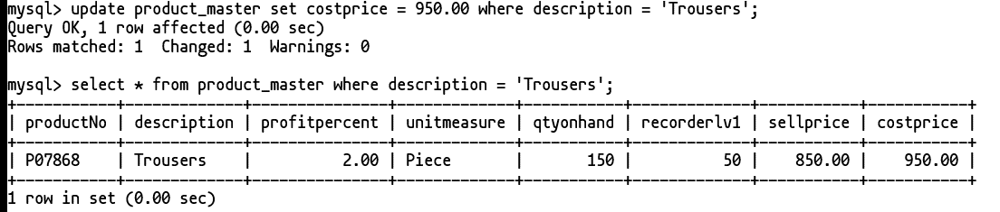 mysql> update product_master set costprice = 950.00 where description = 'Trousers';
Query OK, 1 row affected (0.00 sec)
Rows matched: 1  Changed: 1  Warnings: 0

mysql> select * from product_master where description = 'Trousers';
+-----------+-------------+---------------+-------------+-----------+-------------+-----------+-----------+
| productNo | description | profitpercent | unitmeasure | qtyonhand | recorderlv1 | sellprice | costprice |
+-----------+-------------+---------------+-------------+-----------+-------------+-----------+-----------+
| P07868    | Trousers    |          2.00 | Piece       |       150 |          50 |    850.00 |    950.00 |
+-----------+-------------+---------------+-------------+-----------+-------------+-----------+-----------+
1 row in set (0.00 sec)